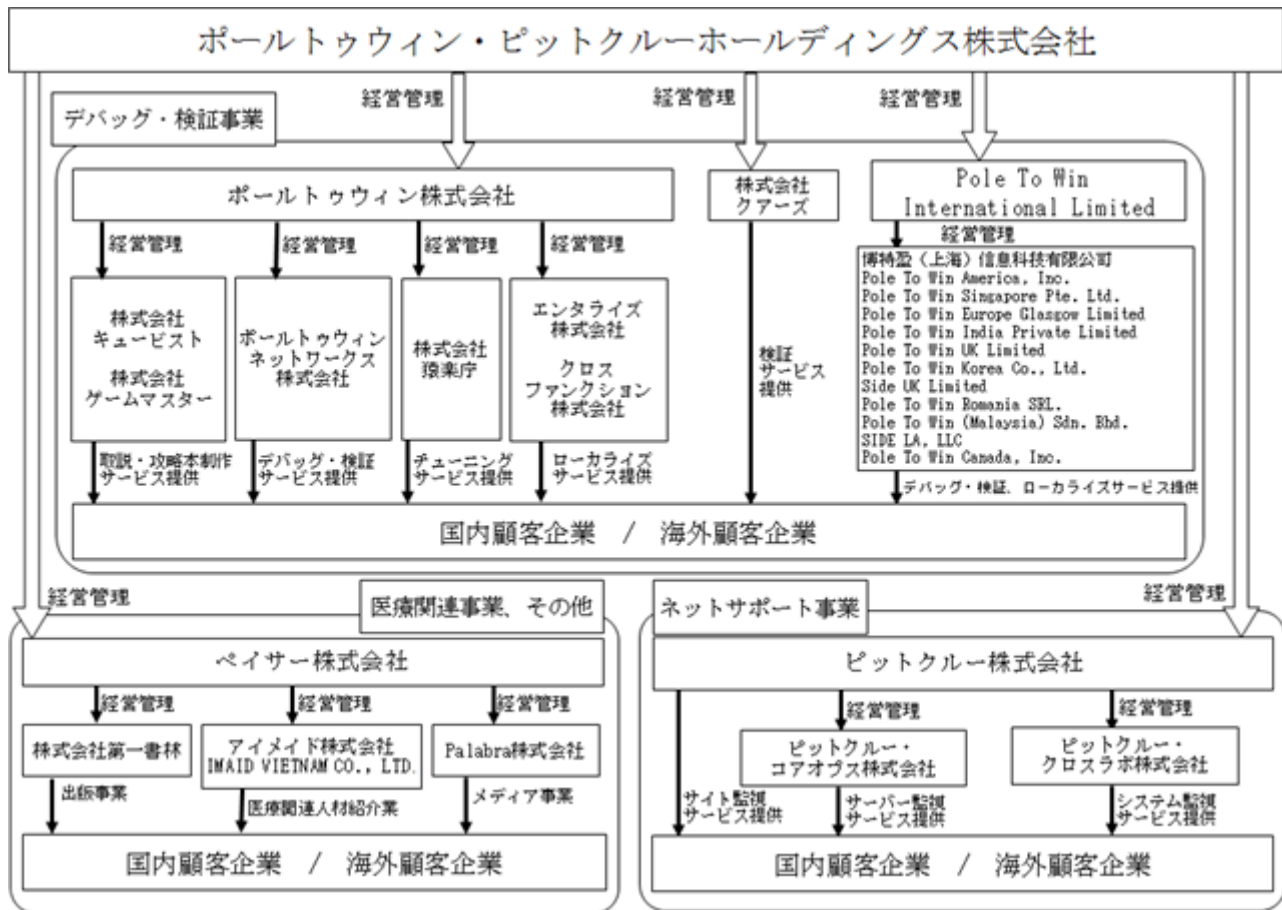 ポールトゥウィン・ピットクルーホールディングス株式会社
経営管理
経営管理
経営管理
デバッグ・検証事業
ポールトゥウィン株式会社
株式会社
クアーズ
Pole To Win
International Limited
経営管理
経営管理
経営管理
経営管理
経営管理
株式会社
キュービスト
株式会社
ゲームマスター
ポールトゥウィン
ネットワークス
株式会社
株式会社
猿楽庁
エンタライズ
株式会社
クロス
ファンクション
株式会社
検証
サービス
提供
博特盈（上海）信息科技有限公司
Pole To Win America, Inc.
Pole To Win Singapore Pte. Ltd.
Pole To Win Europe Glasgow Limited
Pole To Win India Private Limited
Pole To Win UK Limited
Pole To Win Korea Co., Ltd.
Side UK Limited
Pole To Win Romania SRL.
Pole To Win (Malaysia) Sdn. Bhd.
SIDE LA, LLC
Pole To Win Canada, Inc.
取説・攻略本制作
サービス提供
デバッグ・検証
サービス提供
チューニング
サービス提供
ローカライズ
サービス提供
デバッグ・検証、ローカライズサービス提供
国内顧客企業 / 海外顧客企業
経営管理
医療関連事業、その他
ペイサー株式会社
経営管理
経営管理
経営管理
株式会社第一書林
アイメイド株式会社
IMAID VIETNAM CO., LTD.
Palabra株式会社
出版事業
医療関連人材紹介業
メディア事業
国内顧客企業 / 海外顧客企業
経営管理
ネットサポート事業
ピットクルー株式会社
経営管理
経営管理
ピットクルー・
コアオプス株式会社
ピットクルー・
クロスラボ株式会社
サイト監視
サービス提供
サーバー監視
サービス提供
システム監視
サービス提供
国内顧客企業 / 海外顧客企業